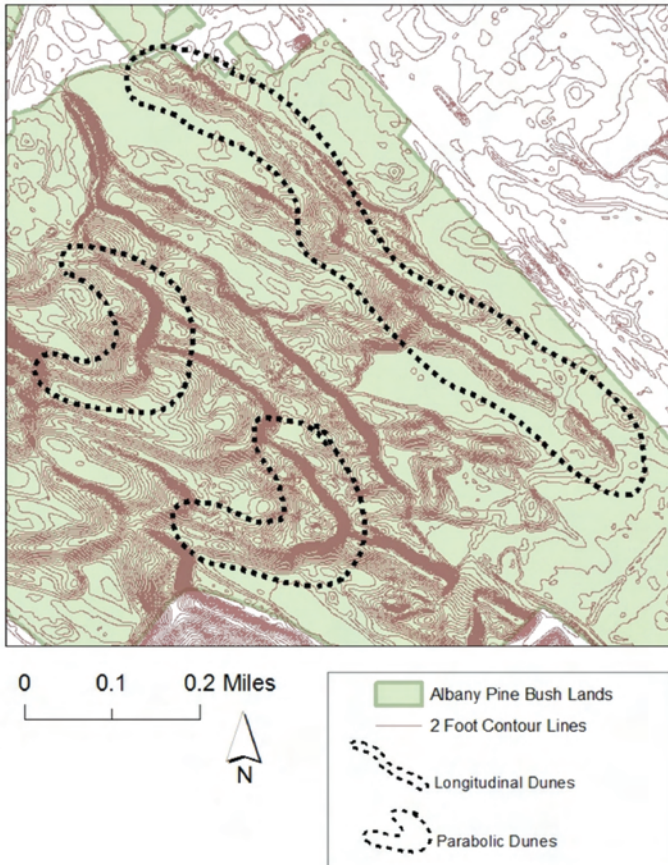 0 0.1 0.2 Miles
N
Albany Pine Bush Lands
2 Foot Contour Lines
Longitudinal Dunes
Parabolic Dunes